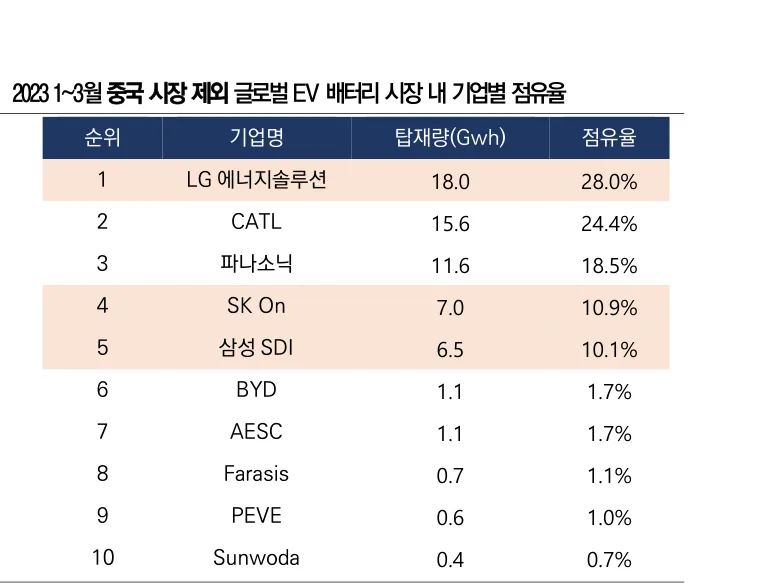 2023 1~3월 중국 시장 제외 글로벌 EV 배터리 시장 내 기업별 점유율
순위 기업명 탑재량(Gwh) 점유율
1 LG 에너지솔루션 18.0 28.0%
2 CATL 15.6 24.4%
3 파나소닉 11.6 18.5%
4 SK On 7.0 10.9%
5 삼성 SDI 6.5 10.1%
6 BYD 1.1 1.7%
7 AESC 1.1 1.7%
8 Farasis 0.7 1.1%
9 PEVE 0.6 1.0%
10 Sunwoda 0.4 0.7%